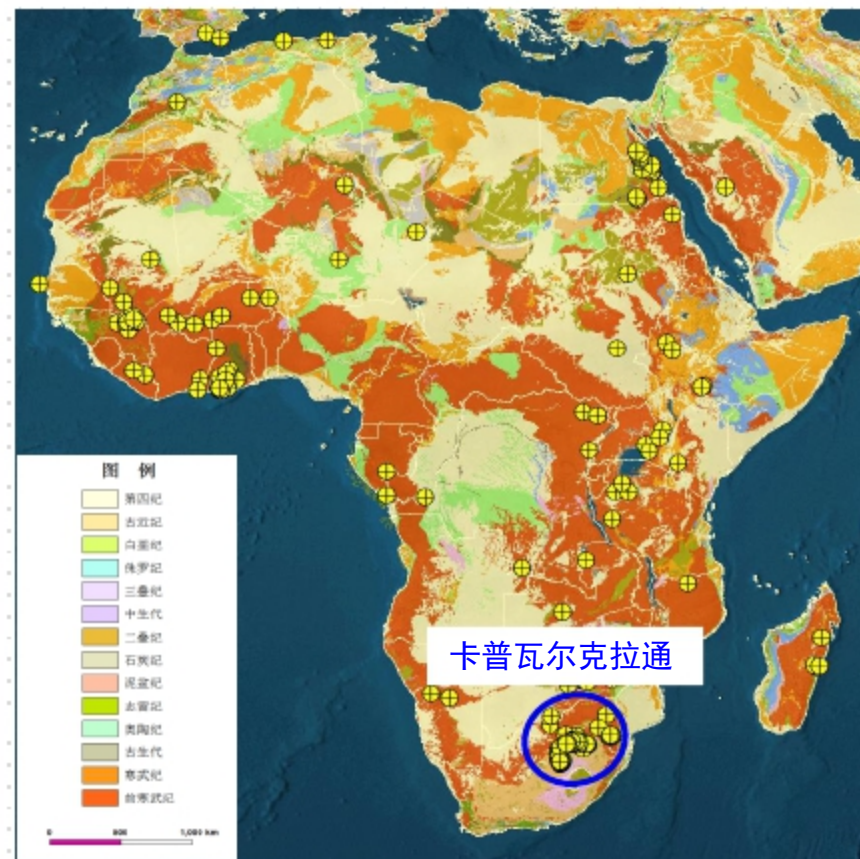 卡普瓦尔克拉通
图 例
第四纪
古近纪
白垩纪
侏罗纪
三叠纪
中生代
二叠纪
石炭纪
泥盆纪
志留纪
奥陶纪
古生代
寒武纪
前寒武纪
0 500 1,000 km